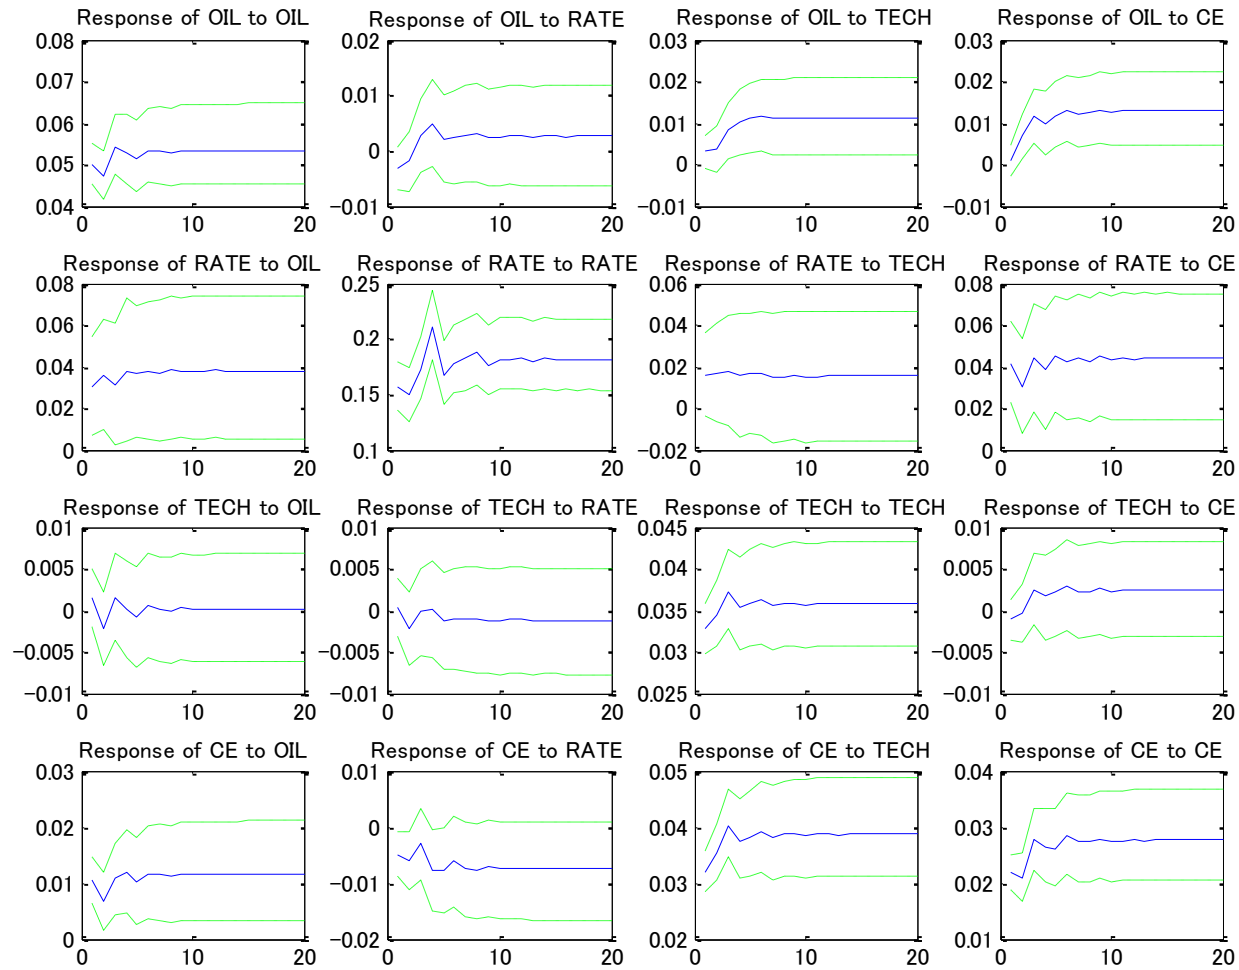 Response of OIL to OIL
Response of OIL to RATE
Response of OIL to TECH
Response of OIL to CE
0.08
0.07
0.06
0.05
0.04
0 10 20
0.02
0.01
0
−0.01
0 10 20
0.03
0.02
0.01
0
−0.01
0 10 20
0.03
0.02
0.01
0
−0.01
0 10 20
Response of RATE to OIL
Response of RATE to RATE
Response of RATE to TECH
Response of RATE to CE
0.08
0.06
0.04
0.02
0
0 10 20
0.25
0.2
0.15
0.1
0 10 20
0.06
0.04
0.02
0
−0.02
0 10 20
0.08
0.06
0.04
0.02
0
0 10 20
Response of TECH to OIL
Response of TECH to RATE
Response of TECH to TECH
Response of TECH to CE
0.01
0.005
0
−0.005
−0.01
0 10 20
0.01
0.005
0
−0.005
−0.01
0 10 20
0.045
0.04
0.035
0.03
0.025
0 10 20
0.01
0.005
0
−0.005
−0.01
0 10 20
Response of CE to OIL
Response of CE to RATE
Response of CE to TECH
Response of CE to CE
0.03
0.02
0.01
0
0 10 20
0.01
0
−0.01
−0.02
0 10 20
0.05
0.04
0.03
0.02
0 10 20
0.04
0.03
0.02
0.01
0 10 20